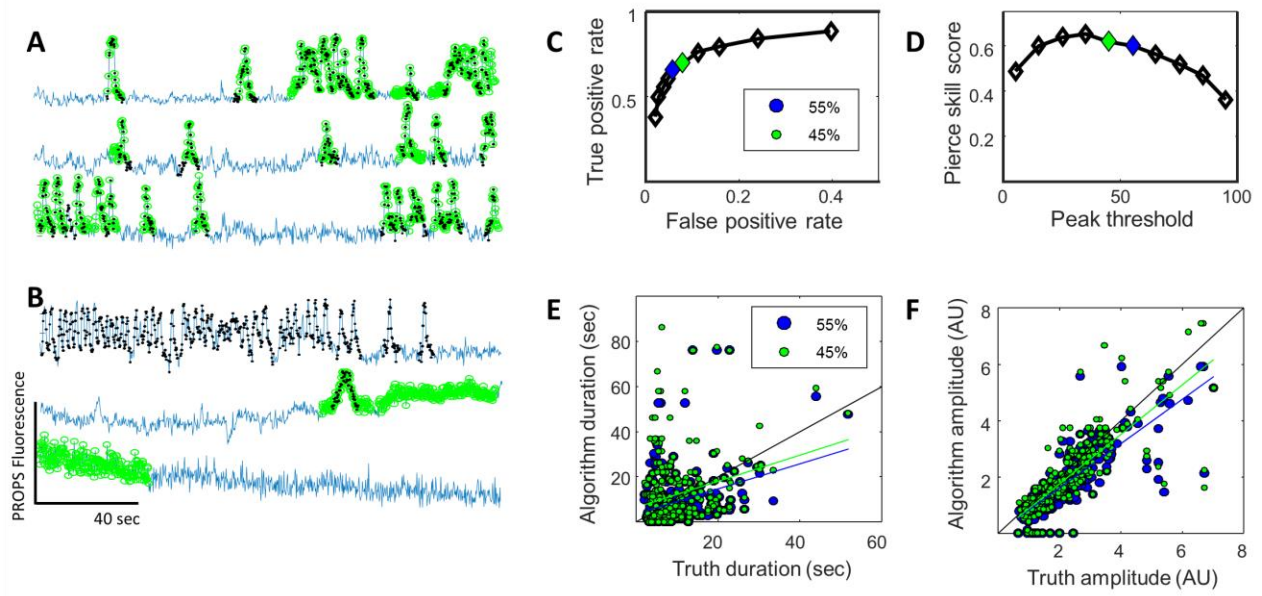 A
B
PROPS Fluorescence
40 sec
C
True positive rate
1
0.5
0
0.2
0.4
False positive rate
55%
45%
D
Pierce skill score
0.6
0.4
0.2
0
50
100
Peak threshold
E
Algorithm duration (sec)
80
60
40
20
20
40
60
Truth duration (sec)
55%
45%
F
Algorithm amplitude (AU)
8
6
4
2
2
4
6
8
Truth amplitude (AU)